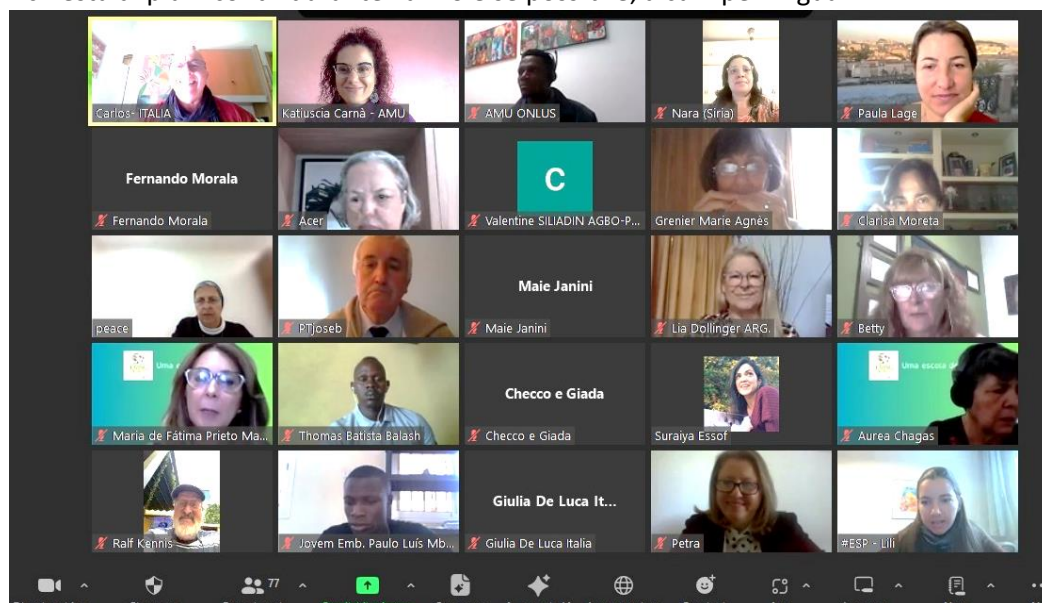 Carlos- ITALIA
Katiuscia Carnà - AMU
AMU ONLUS
Nara (Siria)
Paula Lage
Fernando Morala
Fernando Morala
Acer
C
Valentine SILIADIN AGBO-P...
Grenier Marie Agnès
Clarisa Moreta
peace
PTjoseb
Maie Janini
Maie Janini
Lia Dollinger ARG.
Betty
Uma e
Maria de Fátima Prieto Ma...
Thomas Batista Balash
Checco e Giada
Checco e Giada
Suraiya Essof
Uma escola d
Aurea Chagas
Ralf Kennis
Jovem Emb. Paulo Luís Mb...
Giulia De Luca It...
Giulia De Luca Italia
Petra
#ESP - Lili
77